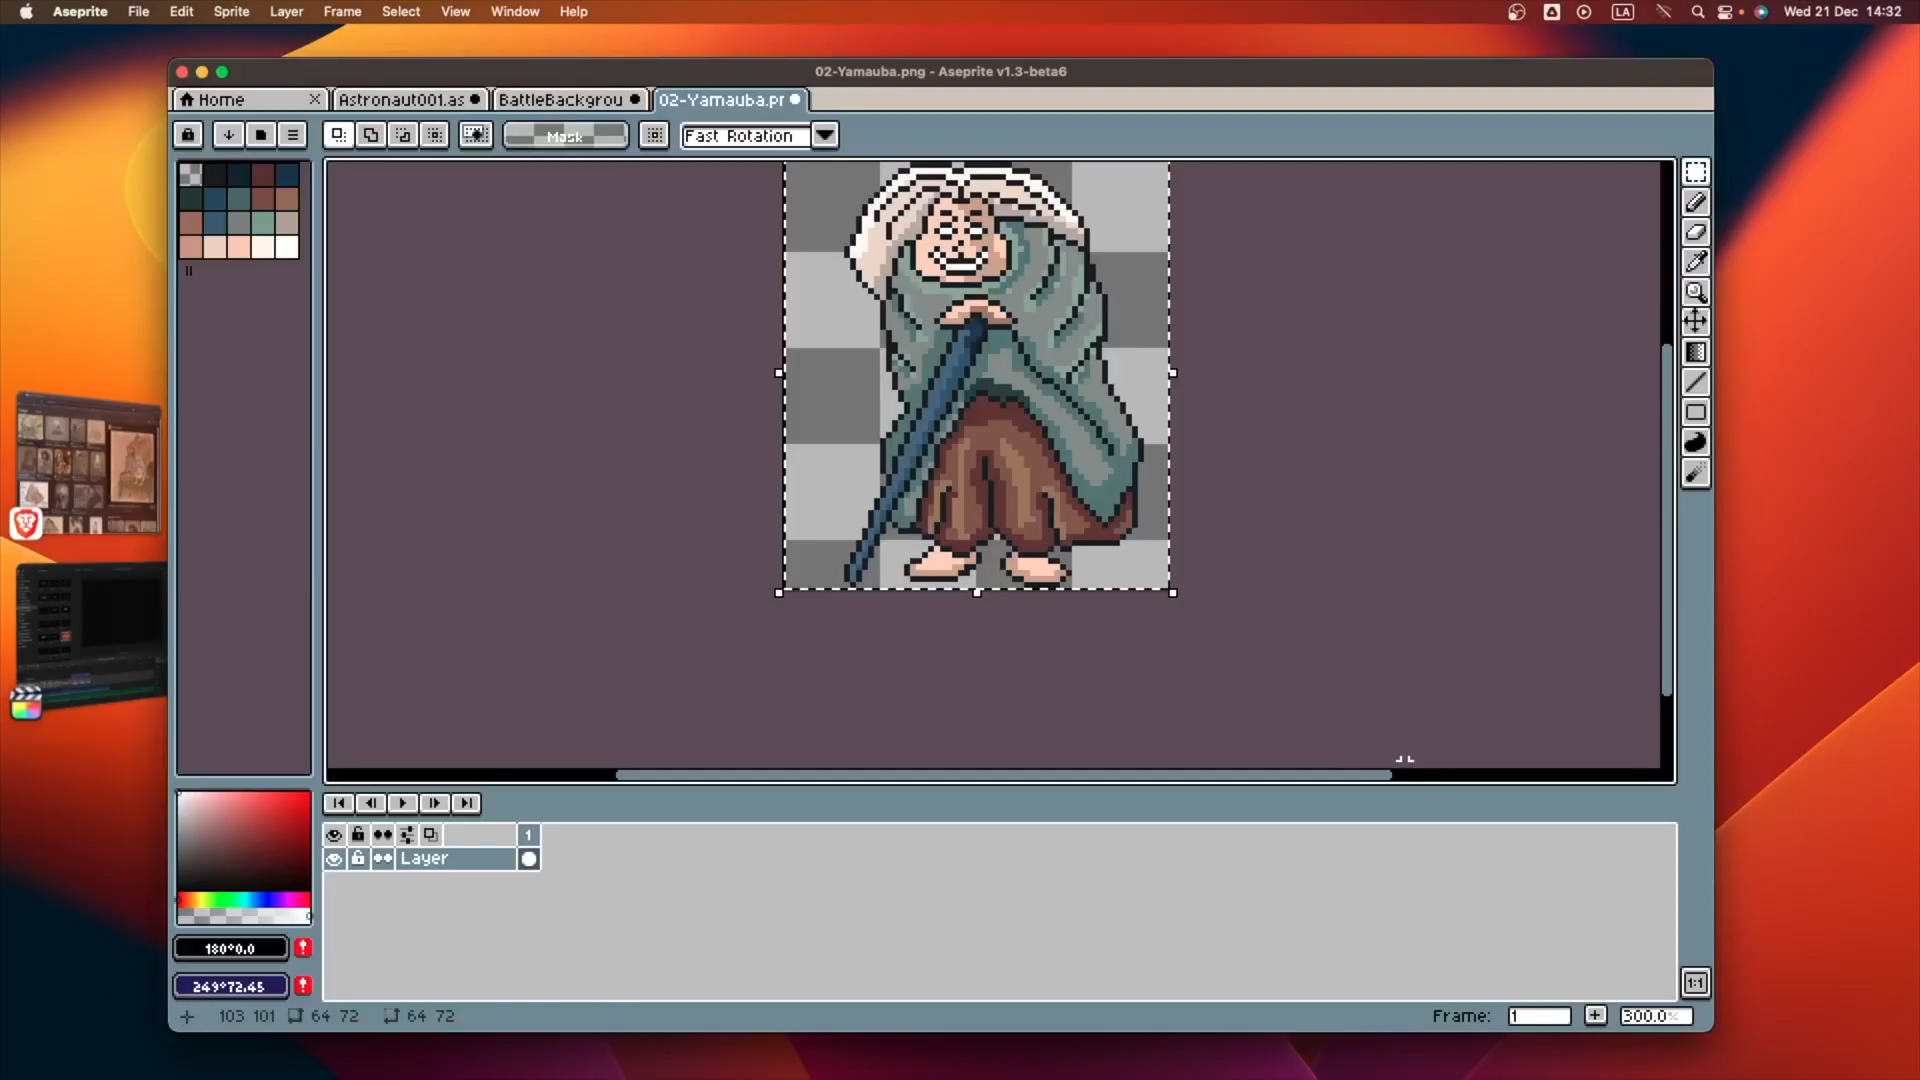 Aseprite File Edit Sprite Layer Frame Select View Window Help LA Wed 21 Dec 14:32
02-Yamauba.png - Aseprite v1.3-beta6
Home Astronaut001.as BattleBackgrou 02-Yamauba.pr
Mask Fast Rotation
1
Layer
180°0.0
249°72.45
1:1
103 101 64 72 64 72 Frame: 1 + 300.0%